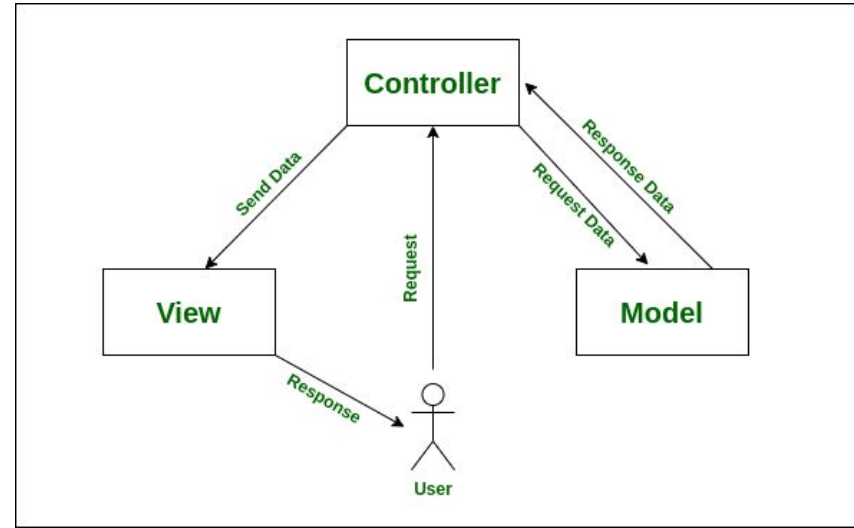 Controller
Send Data
Request
Request Data
Response Data
View
Model
Response
User